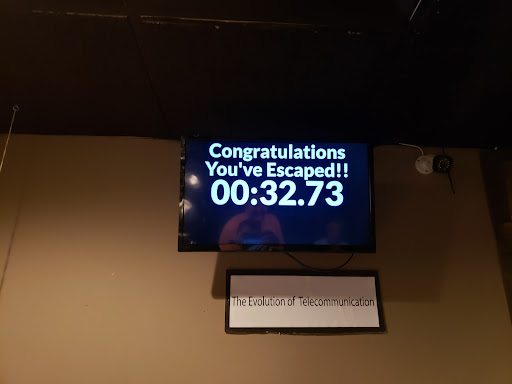 Congratulations
You've Escaped!!
00:32.73
The Evolution of Telecommunication